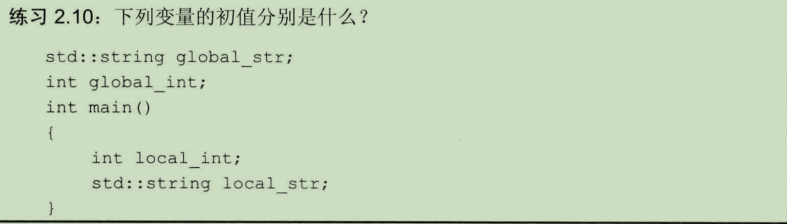 练习 2.10：下列变量的初值分别是什么？
std::string global_str;
int global_int;
int main()
{
    int local_int;
    std::string local_str;
}